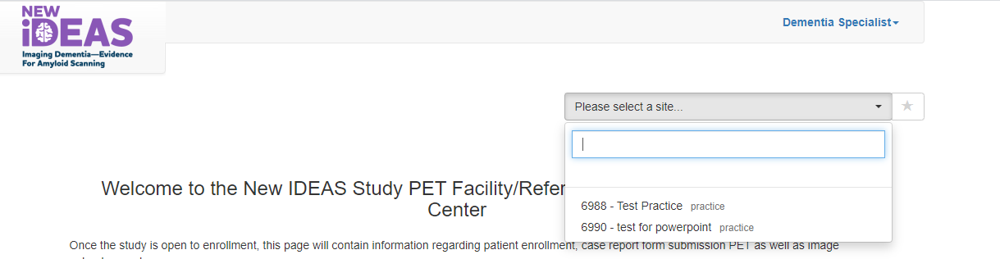 NEW
iDEAS
Imaging Dementia—Evidence
For Amyloid Scanning
Dementia Specialist
Please select a site...
Welcome to the New IDEAS Study PET Facility/Refer
Center
6988 - Test Practice practice
6990 - test for powerpoint practice
Once the study is open to enrollment, this page will contain information regarding patient enrollment, case report form submission PET as well as image